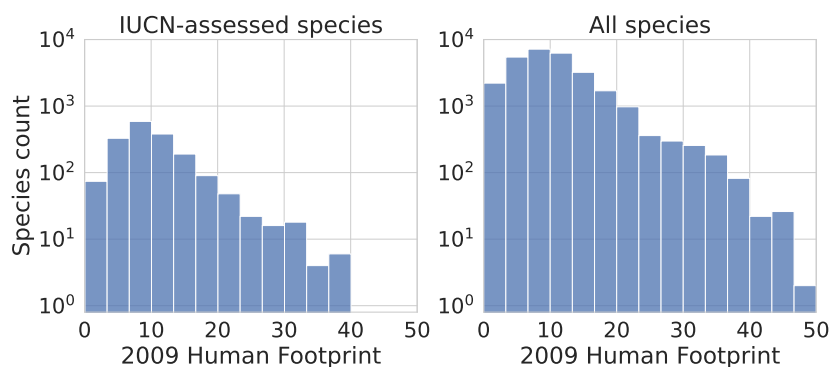 IUCN-assessed species
Species count
10⁴
10³
10²
10¹
10⁰
0 10 20 30 40 50
2009 Human Footprint
All species
10⁴
10³
10²
10¹
10⁰
0 10 20 30 40 50
2009 Human Footprint